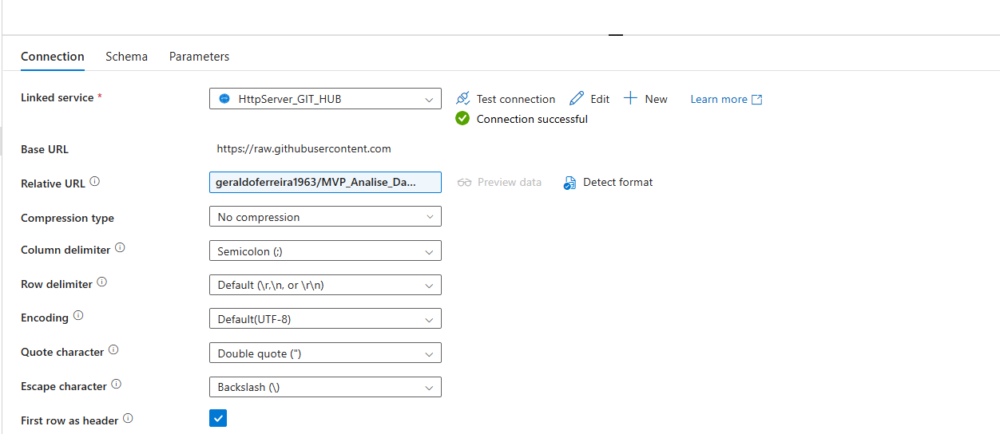 Connection Schema Parameters
Linked service * HttpServer_GIT_HUB Test connection Edit New Learn more
Connection successful
Base URL https://raw.githubusercontent.com
Relative URL geraldoferreira1963/MVP_Analise_Da... Preview data Detect format
Compression type No compression
Column delimiter Semicolon (;)
Row delimiter Default (\r,\n, or \r\n)
Encoding Default(UTF-8)
Quote character Double quote (")
Escape character Backslash (\)
First row as header